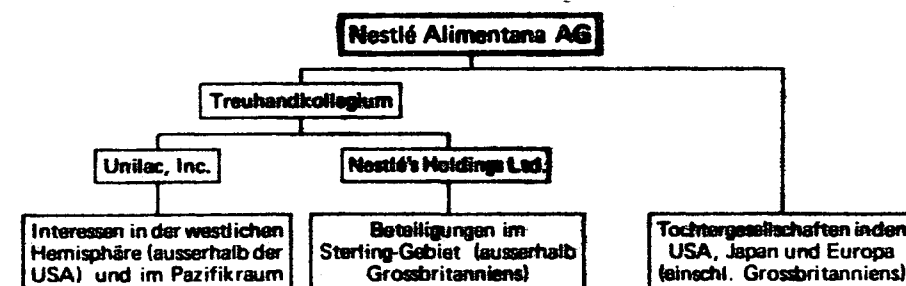 Nestlé Alimentana AG
Treuhandkollegium
Unilac, Inc.
Nestlé's Holdings Ltd.
Interessen in der westlichen
Hemisphäre (ausserhalb der
USA) und im Pazifikraum
Beteiligungen im
Sterling-Gebiet (ausserhalb
Grossbritanniens)
Tochtergesellschaften in den
USA, Japan und Europa
(einschl. Grossbritanniens)